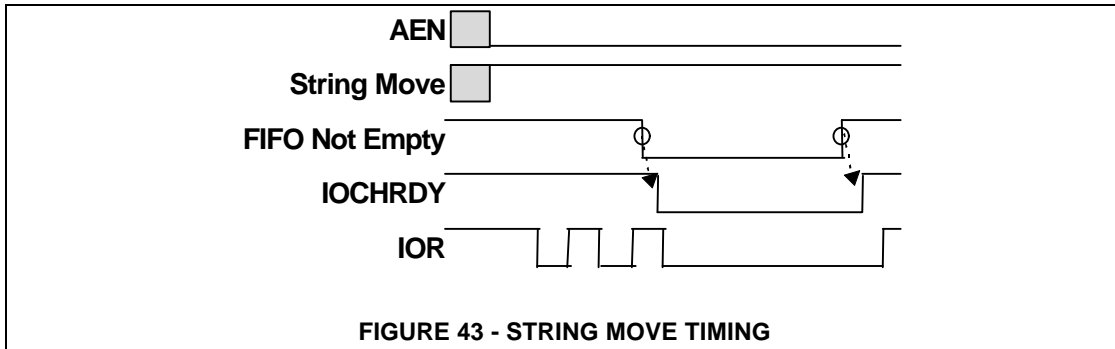 AEN
String Move
FIFO Not Empty
IOCHRDY
IOR
FIGURE 43 - STRING MOVE TIMING